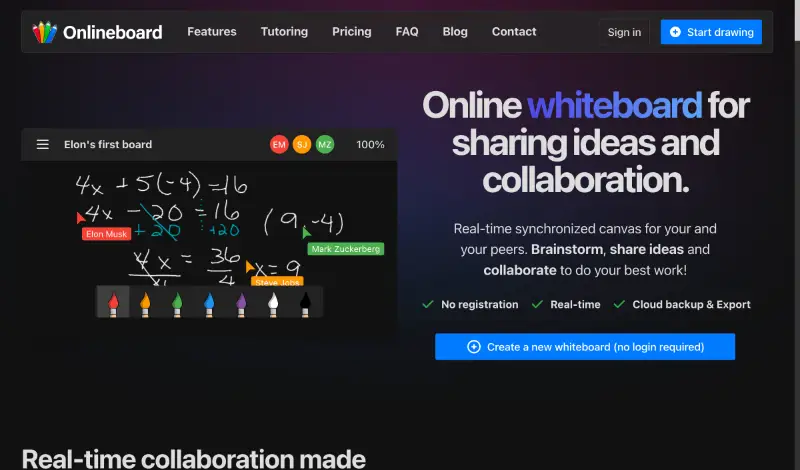 Onlineboard
Features
Tutoring
Pricing
FAQ
Blog
Contact
Sign in
Start drawing
Elon's first board
EM
SJ
MZ
100%
4x + 5(-4) = 16
4x - 20 = 16
+20 +20
(9, -4)
4x = 36
4
x = 9
Elon Musk
Mark Zuckerberg
Steve Jobs
Online whiteboard for
sharing ideas and
collaboration.
Real-time synchronized canvas for your and
your peers. Brainstorm, share ideas and
collaborate to do your best work!
No registration
Real-time
Cloud backup & Export
Create a new whiteboard (no login required)
Real-time collaboration made